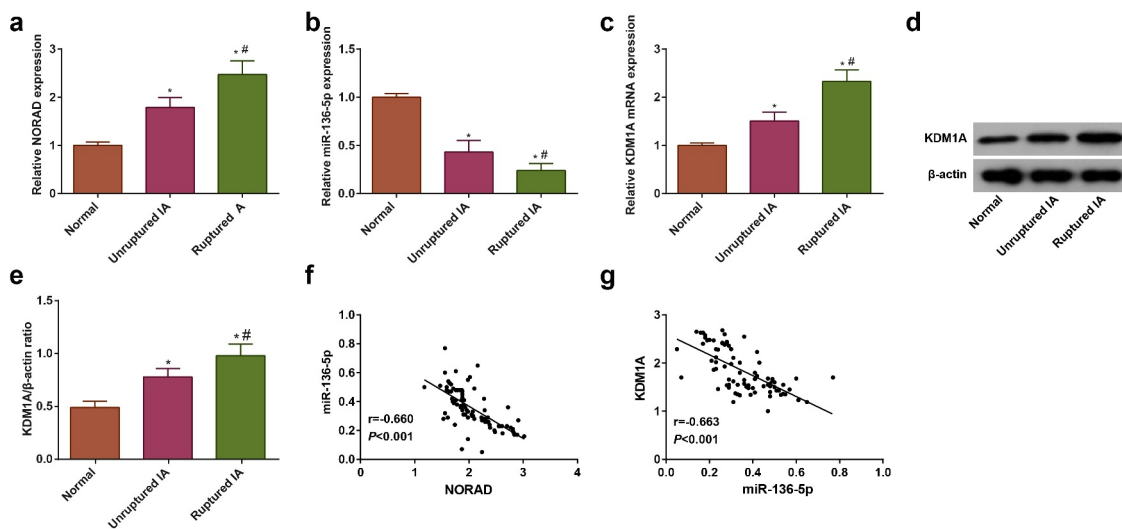 a
Relative NORAD expression
3
2
1
0
* #
*
Normal
Unruptured IA
Ruptured A
b
Relative miR-136-5p expression
1.5
1.0
0.5
0.0
*
* #
Normal
Unruptured IA
Ruptured IA
c
Relative KDM1A mRNA expression
3
2
1
0
* #
*
Normal
Unruptured IA
Ruptured IA
d
KDM1A
β-actin
Normal
Unruptured IA
Ruptured IA
e
KDM1A/β-actin ratio
1.5
1.0
0.5
0.0
* #
*
Normal
Unruptured IA
Ruptured IA
f
miR-136-5p
1.0
0.8
0.6
0.4
0.2
0.0
r=-0.660
P<0.001
0 1 2 3 4
NORAD
g
KDM1A
3
2
1
0
r=-0.663
P<0.001
0.0 0.2 0.4 0.6 0.8 1.0
miR-136-5p